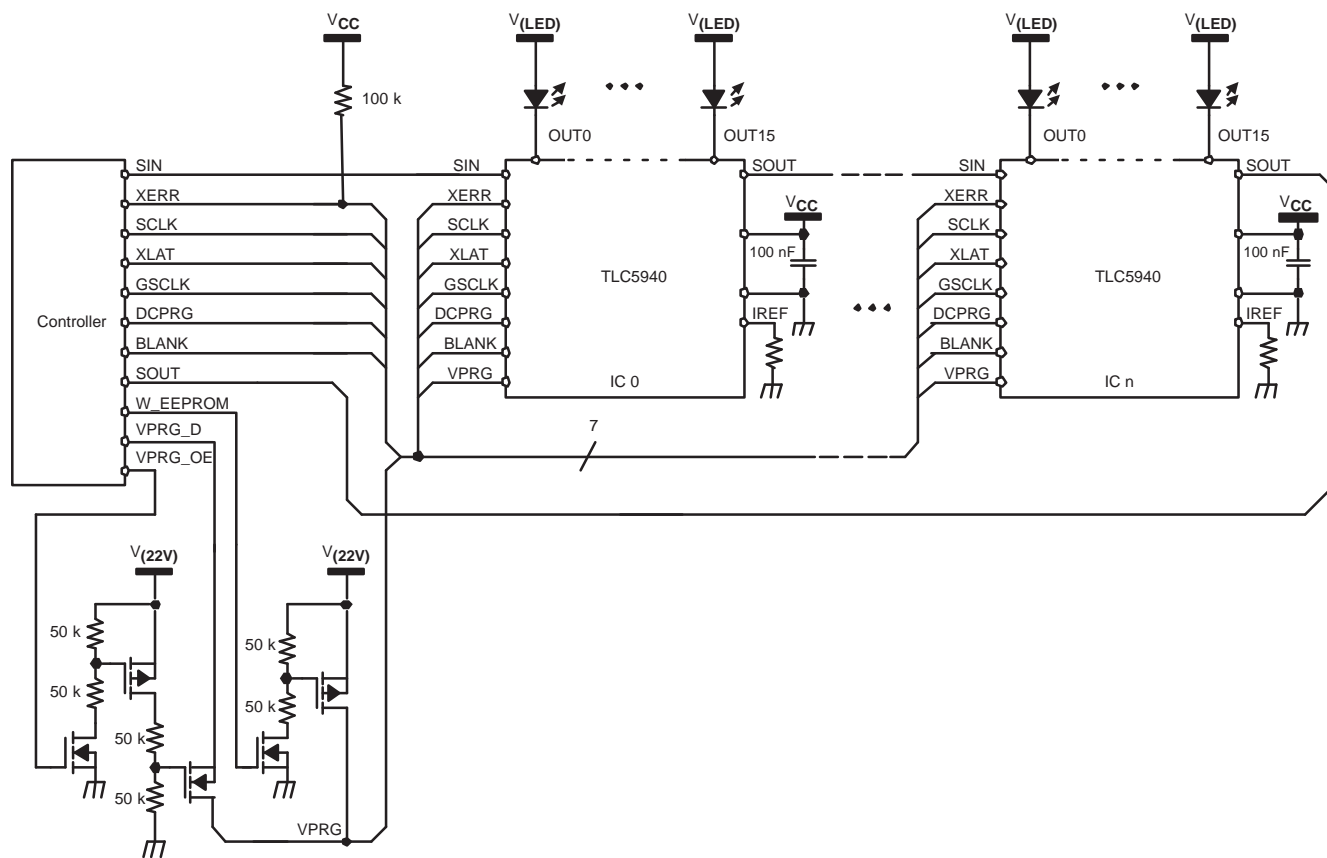 VCC
V(LED)
V(LED)
V(LED)
V(LED)
100 k
OUT0
OUT15
OUT0
OUT15
SIN
SIN
SOUT
SIN
SOUT
XERR
XERR
XERR
SCLK
SCLK
VCC
SCLK
VCC
XLAT
XLAT
100 nF
XLAT
100 nF
TLC5940
TLC5940
GSCLK
GSCLK
GSCLK
Controller
DCPRG
DCPRG
IREF
DCPRG
IREF
BLANK
BLANK
BLANK
SOUT
VPRG
IC 0
VPRG
IC n
W_EEPROM
VPRG_D
7
VPRG_OE
V(22V)
V(22V)
50 k
50 k
50 k
50 k
50 k
50 k
VPRG